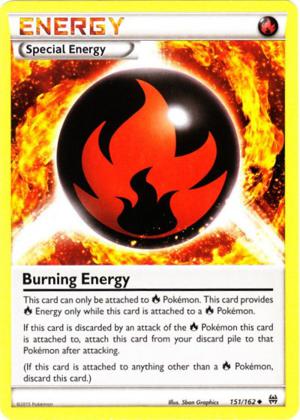 ENERGY
Special Energy
Burning Energy
This card can only be attached to Pokémon. This card provides
Energy only while this card is attached to a Pokémon.
If this card is discarded by an attack of the Pokémon this card
is attached to, attach this card from your discard pile to that
Pokémon after attacking.
(If this card is attached to anything other than a Pokémon,
discard this card.)
©2015 Pokémon
Illus. 5ban Graphics
151/162